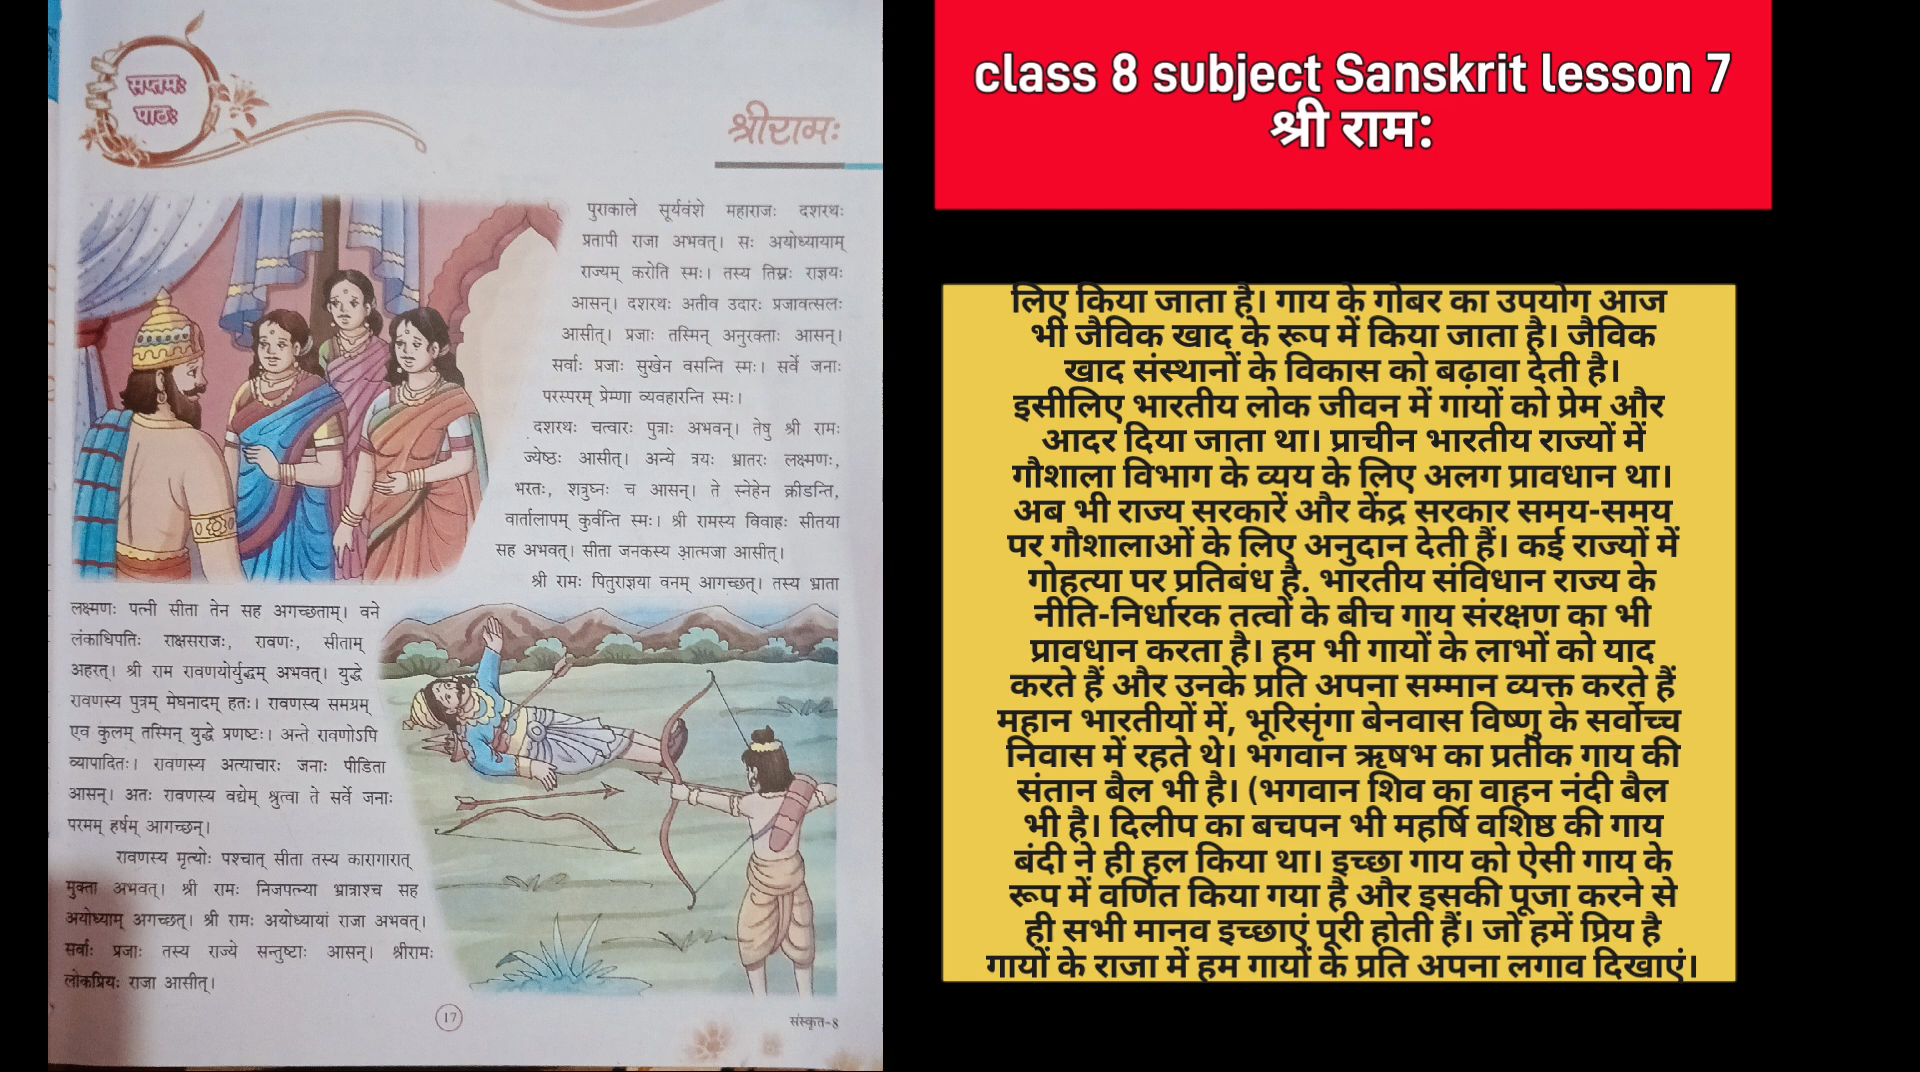 सप्तमः
पाठः
श्रीरामः
पुराकाले सूर्यवंशे महाराजः दशरथः
प्रतापी राजा अभवत्। सः अयोध्यायाम्
राज्यम् करोति स्मः। तस्य तिस्रः राज्ञयः
आसन्। दशरथः अतीव उदारः प्रजावत्सलः
आसीत्। प्रजाः तस्मिन् अनुरक्ताः आसन्।
सर्वाः प्रजाः सुखेन वसन्ति स्मः। सर्वे जनाः
परस्परम् प्रेम्णा व्यवहारन्ति स्मः।
दशरथः चत्वारः पुत्राः अभवन्। तेषु श्री रामः
ज्येष्ठः आसीत्। अन्ये त्रयः भ्रातरः लक्ष्मणः,
भरतः, शत्रुघ्नः च आसन्। ते स्नेहेन क्रीडन्ति,
वार्तालापम् कुर्वन्ति स्मः। श्री रामस्य विवाहः सीतया
सह अभवत्। सीता जनकस्य आत्मजा आसीत्।
श्री रामः पितुराज्ञया वनम् आगच्छत्। तस्य भ्राता
लक्ष्मणः पत्नी सीता तेन सह अगच्छताम्। वने
लंकाधिपतिः राक्षसराजः, रावणः, सीताम्
अहरत्। श्री राम रावणयोर्युद्धम् अभवत्। युद्धे
रावणस्य पुत्रम् मेघनादम् हतः। रावणस्य समग्रम्
एव कुलम् तस्मिन् युद्धे प्रणष्टः। अन्ते रावणोऽपि
व्यापादितः। रावणस्य अत्याचारः जनाः पीडिता
आसन्। अतः रावणस्य वद्येम् श्रुत्वा ते सर्वे जनाः
परमम् हर्षम् आगच्छन्।
रावणस्य मृत्योः पश्चात् सीता तस्य कारागारात्
मुक्ता अभवत्। श्री रामः निजपत्न्या भ्रात्राश्च सह
अयोध्याम् अगच्छत्। श्री रामः अयोध्यायां राजा अभवत्।
सर्वाः प्रजाः तस्य राज्ये सन्तुष्टाः आसन्। श्रीरामः
लोकप्रियः राजा आसीत्।
17
संस्कृत-8
class 8 subject Sanskrit lesson 7
श्री राम:
लिए किया जाता है। गाय के गोबर का उपयोग आज
भी जैविक खाद के रूप में किया जाता है। जैविक
खाद संस्थानों के विकास को बढ़ावा देती है।
इसीलिए भारतीय लोक जीवन में गायों को प्रेम और
आदर दिया जाता था। प्राचीन भारतीय राज्यों में
गौशाला विभाग के व्यय के लिए अलग प्रावधान था।
अब भी राज्य सरकारें और केंद्र सरकार समय-समय
पर गौशालाओं के लिए अनुदान देती हैं। कई राज्यों में
गोहत्या पर प्रतिबंध है. भारतीय संविधान राज्य के
नीति-निर्धारक तत्वों के बीच गाय संरक्षण का भी
प्रावधान करता है। हम भी गायों के लाभों को याद
करते हैं और उनके प्रति अपना सम्मान व्यक्त करते हैं
महान भारतीयों में, भूरिसृंगा बेनवास विष्णु के सर्वोच्च
निवास में रहते थे। भगवान ऋषभ का प्रतीक गाय की
संतान बैल भी है। (भगवान शिव का वाहन नंदी बैल
भी है। दिलीप का बचपन भी महर्षि वशिष्ठ की गाय
बंदी ने ही हल किया था। इच्छा गाय को ऐसी गाय के
रूप में वर्णित किया गया है और इसकी पूजा करने से
ही सभी मानव इच्छाएं पूरी होती हैं। जो हमें प्रिय है
गायों के राजा में हम गायों के प्रति अपना लगाव दिखाएं।